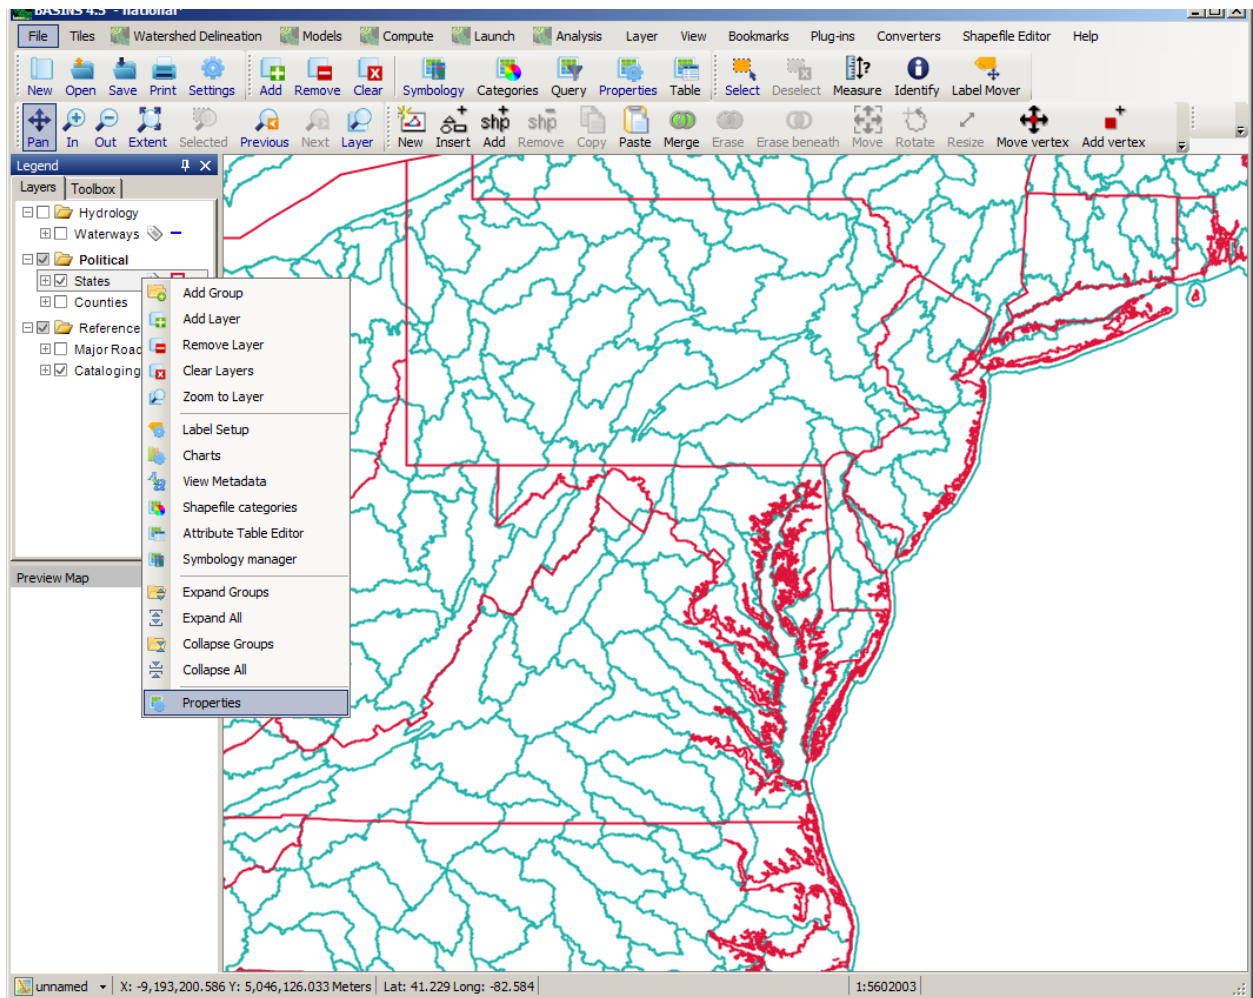 BASINS 4.5 - national*
File Tiles Watershed Delineation Models Compute Launch Analysis Layer View Bookmarks Plug-ins Converters Shapefile Editor Help
New Open Save Print Settings Add Remove Clear Symbology Categories Query Properties Table Select Deselect Measure Identify Label Mover
shp shp
Pan In Out Extent Selected Previous Next Layer New Insert Add Remove Copy Paste Merge Erase Erase beneath Move Rotate Resize Move vertex Add vertex
Legend
Layers Toolbox
Hydrology
Waterways
Political
States
Counties
Reference
Major Road
Cataloging
Add Group
Add Layer
Remove Layer
Clear Layers
Zoom to Layer
Label Setup
Charts
View Metadata
Shapefile categories
Attribute Table Editor
Symbology manager
Expand Groups
Expand All
Collapse Groups
Collapse All
Properties
Preview Map
unnamed X: -9,193,200.586 Y: 5,046,126.033 Meters Lat: 41.229 Long: -82.584 1:5602003